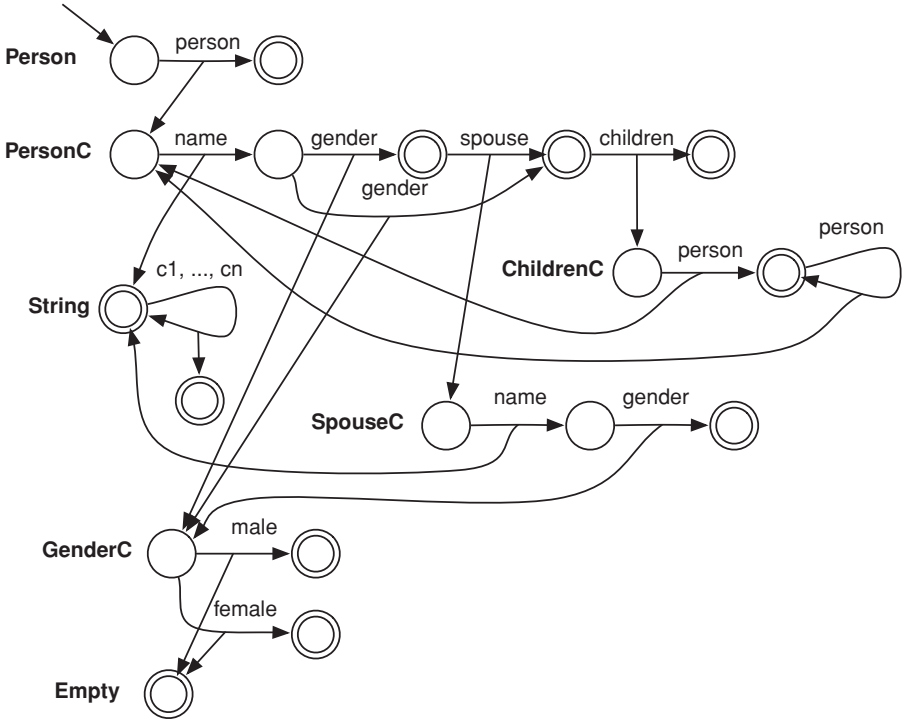 person
Person
name
gender
spouse
children
PersonC
gender
person
person
ChildrenC
c1, ..., cn
String
name
gender
SpouseC
male
GenderC
female
Empty